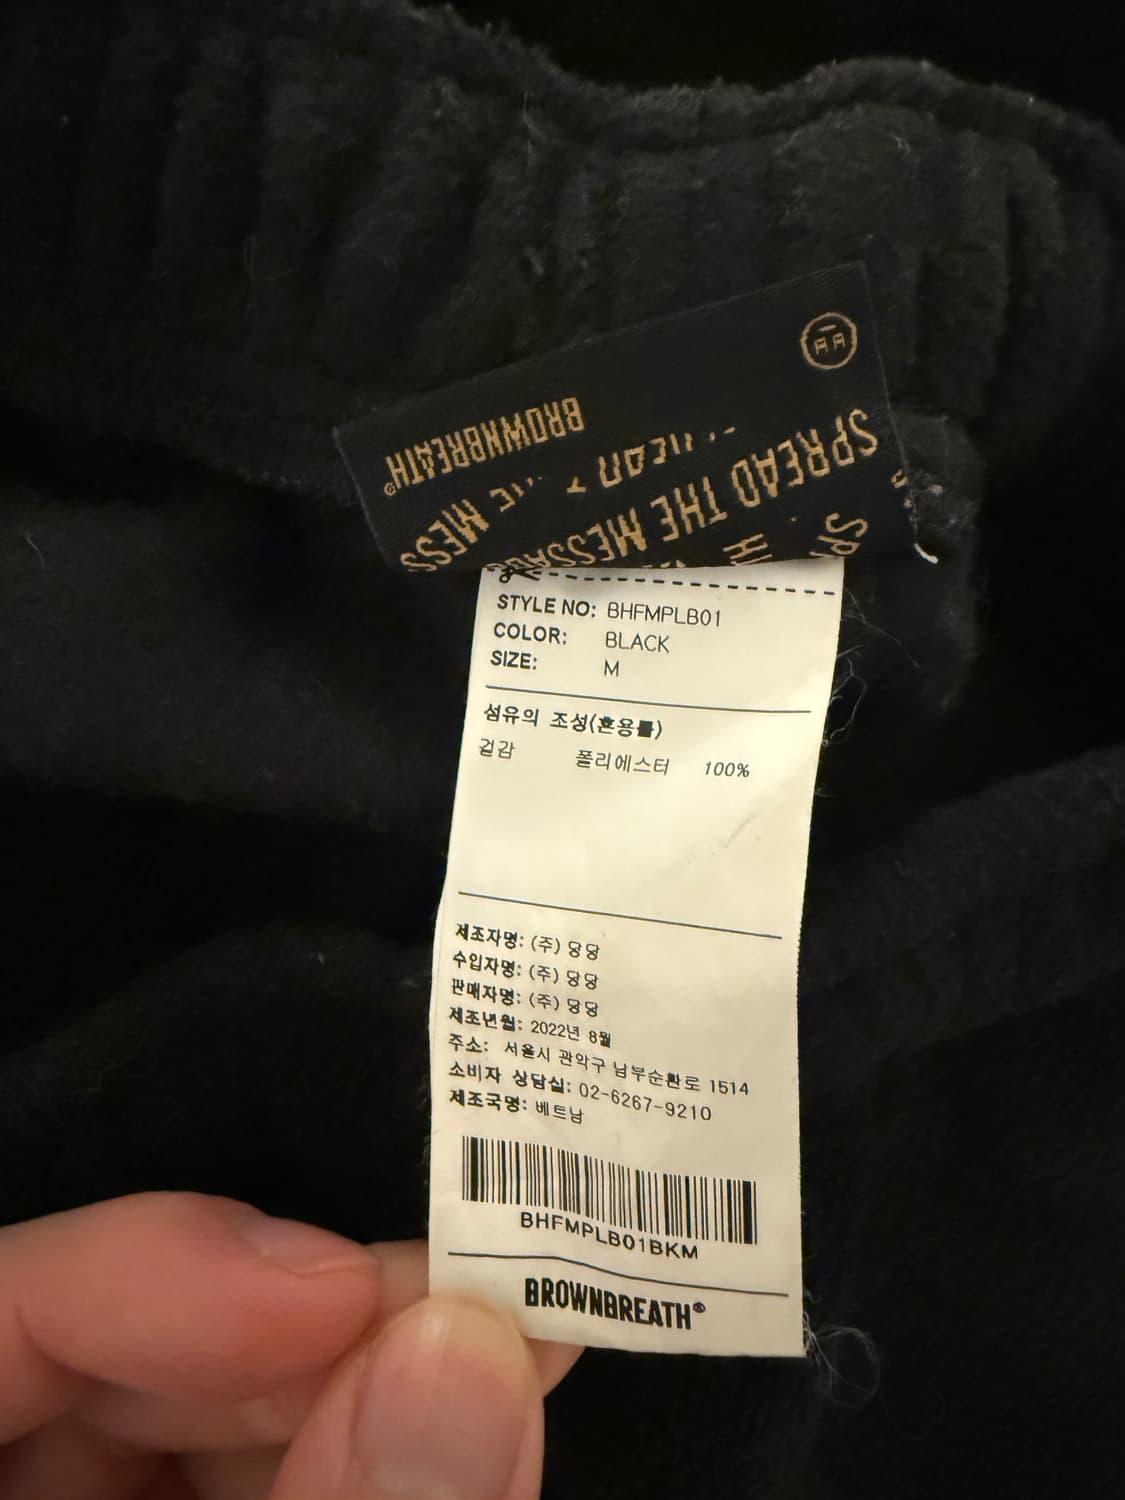 BROWNBREATH®
SPREAD THE MESSAG
MESS
SP
STYLE NO: BHFMPLB01
COLOR: BLACK
SIZE: M
섬유의 조성(혼용률)
겉감 폴리에스터 100%
제조자명: (주) 당당
수입자명: (주) 당당
판매자명: (주) 당당
제조년월: 2022년 8월
주소: 서울시 관악구 남부순환로 1514
소비자 상담실: 02-6267-9210
제조국명: 베트남
BHFMPLB01BKM
BROWNBREATH®